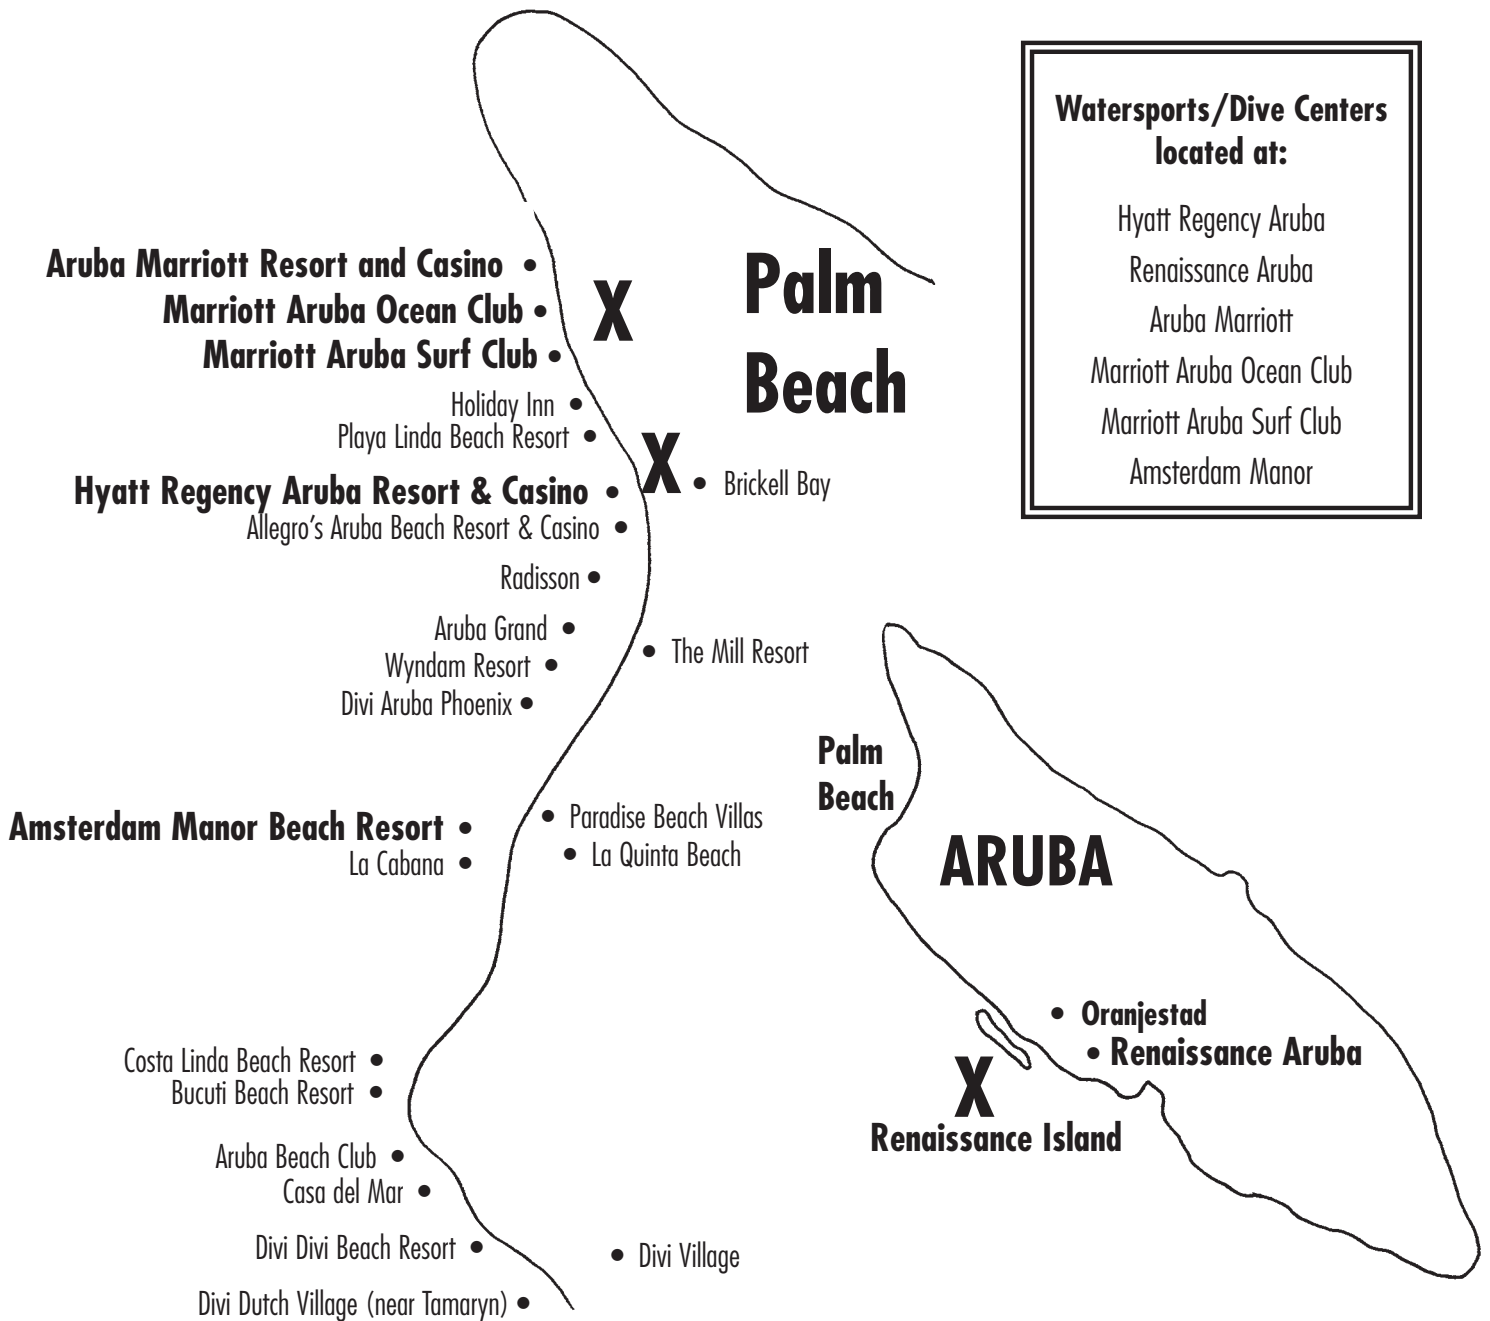 Watersports/Dive Centers
located at:
Hyatt Regency Aruba
Renaissance Aruba
Aruba Marriott
Marriott Aruba Ocean Club
Marriott Aruba Surf Club
Amsterdam Manor
Aruba Marriott Resort and Casino
Marriott Aruba Ocean Club
Marriott Aruba Surf Club
X
Palm
Beach
Holiday Inn
Playa Linda Beach Resort
X
Brickell Bay
Hyatt Regency Aruba Resort & Casino
Allegro's Aruba Beach Resort & Casino
Radisson
Aruba Grand
The Mill Resort
Wyndam Resort
Divi Aruba Phoenix
Amsterdam Manor Beach Resort
Paradise Beach Villas
La Cabana
La Quinta Beach
Costa Linda Beach Resort
Bucuti Beach Resort
Aruba Beach Club
Casa del Mar
Divi Divi Beach Resort
Divi Village
Divi Dutch Village (near Tamaryn)
Palm
Beach
ARUBA
Oranjestad
Renaissance Aruba
X
Renaissance Island